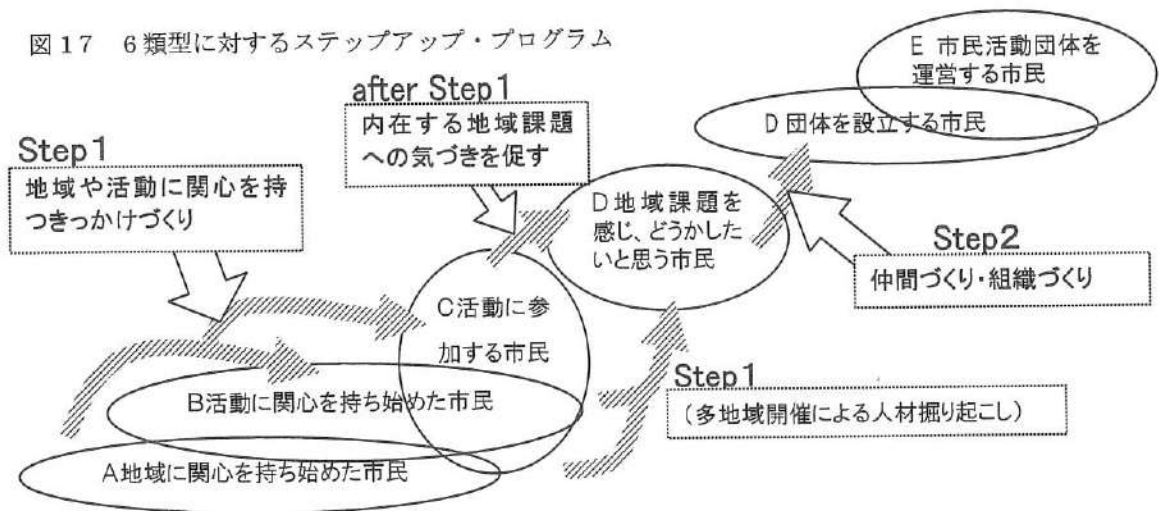 図17　6類型に対するステップアップ・プログラム
E 市民活動団体を
運営する市民
after Step1
内在する地域課題
への気づきを促す
D 団体を設立する市民
Step1
地域や活動に関心を持
つきっかけづくり
D 地域課題を
感じ、どうかした
いと思う市民
Step2
仲間づくり・組織づくり
C活動に参
加する市民
Step1
(多地域開催による人材掘り起こし)
B活動に関心を持ち始めた市民
A地域に関心を持ち始めた市民